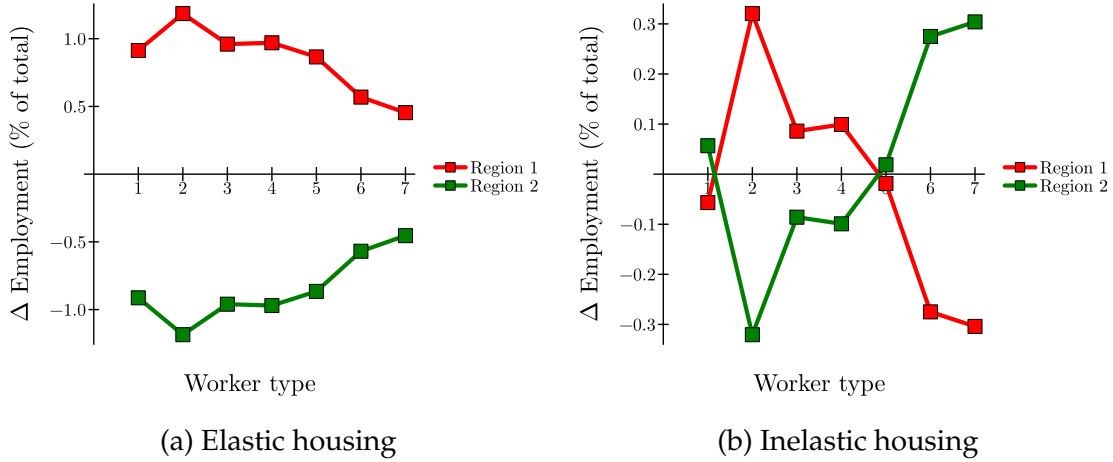 Δ Employment (% of total)
1.0
0.5
−0.5
−1.0
1 2 3 4 5 6 7
Region 1
Region 2
Worker type
(a) Elastic housing
Δ Employment (% of total)
0.3
0.2
0.1
−0.1
−0.2
−0.3
1 2 3 4 5 6 7
Region 1
Region 2
Worker type
(b) Inelastic housing